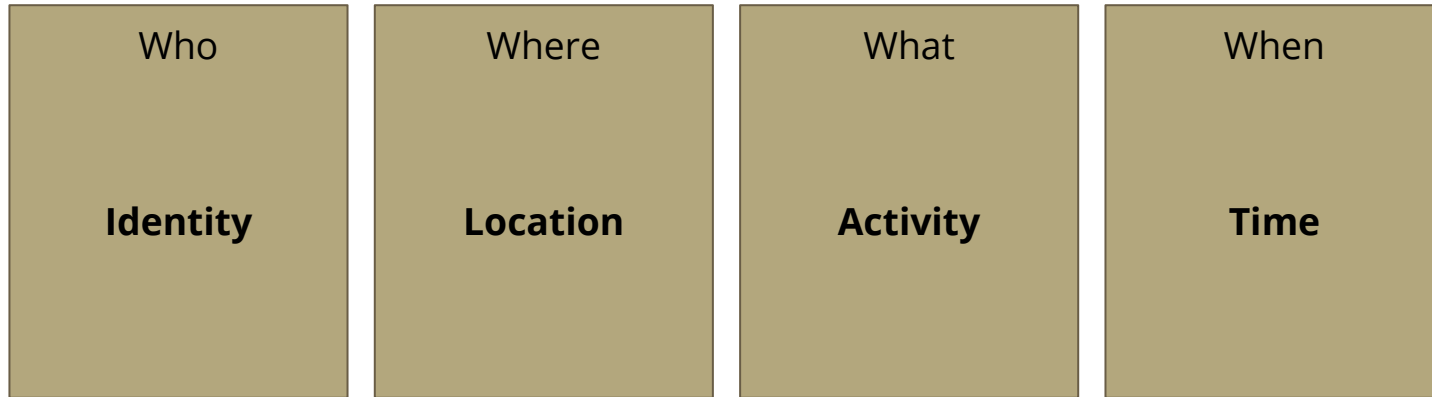 Who
Identity
Where
Location
What
Activity
When
Time